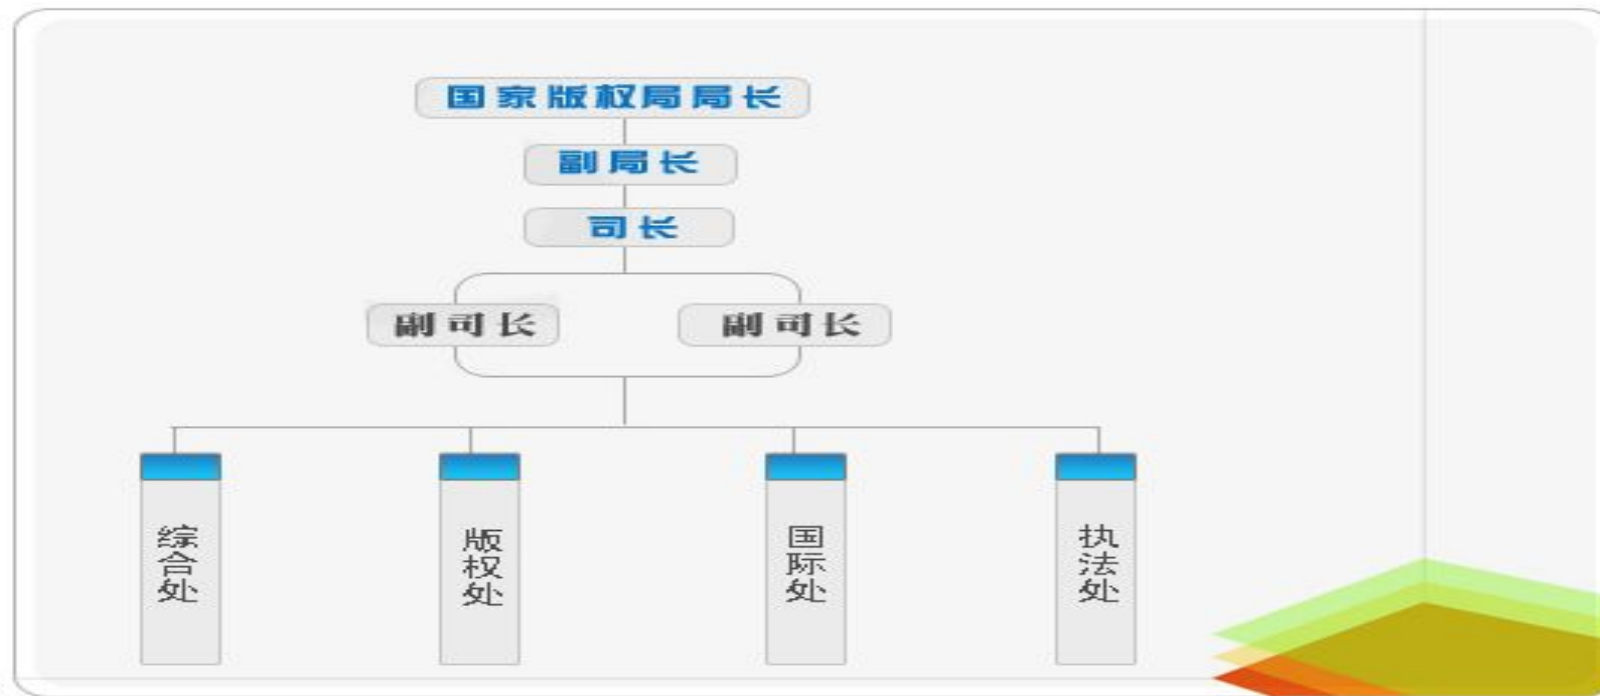 国家版权局局长
副局长
司长
副司长
副司长
综合处
版权处
国际处
执法处